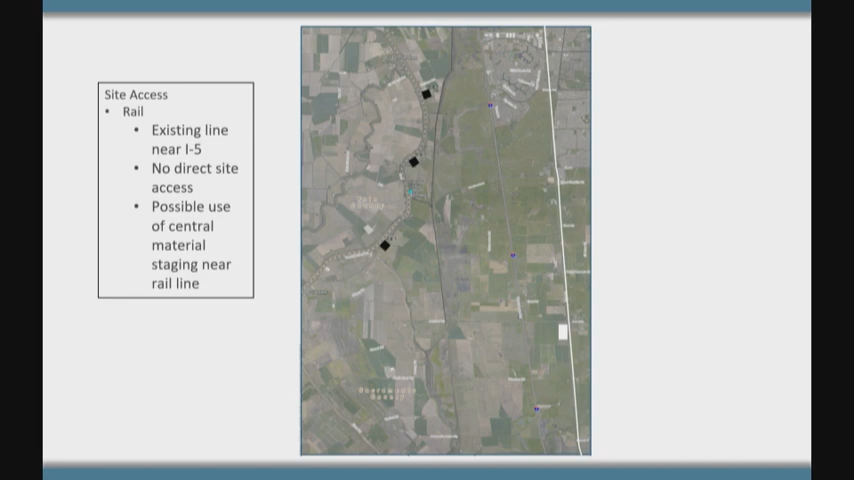 Site Access
• Rail
• Existing line
near I-5
• No direct site
access
• Possible use
of central
material
staging near
rail line